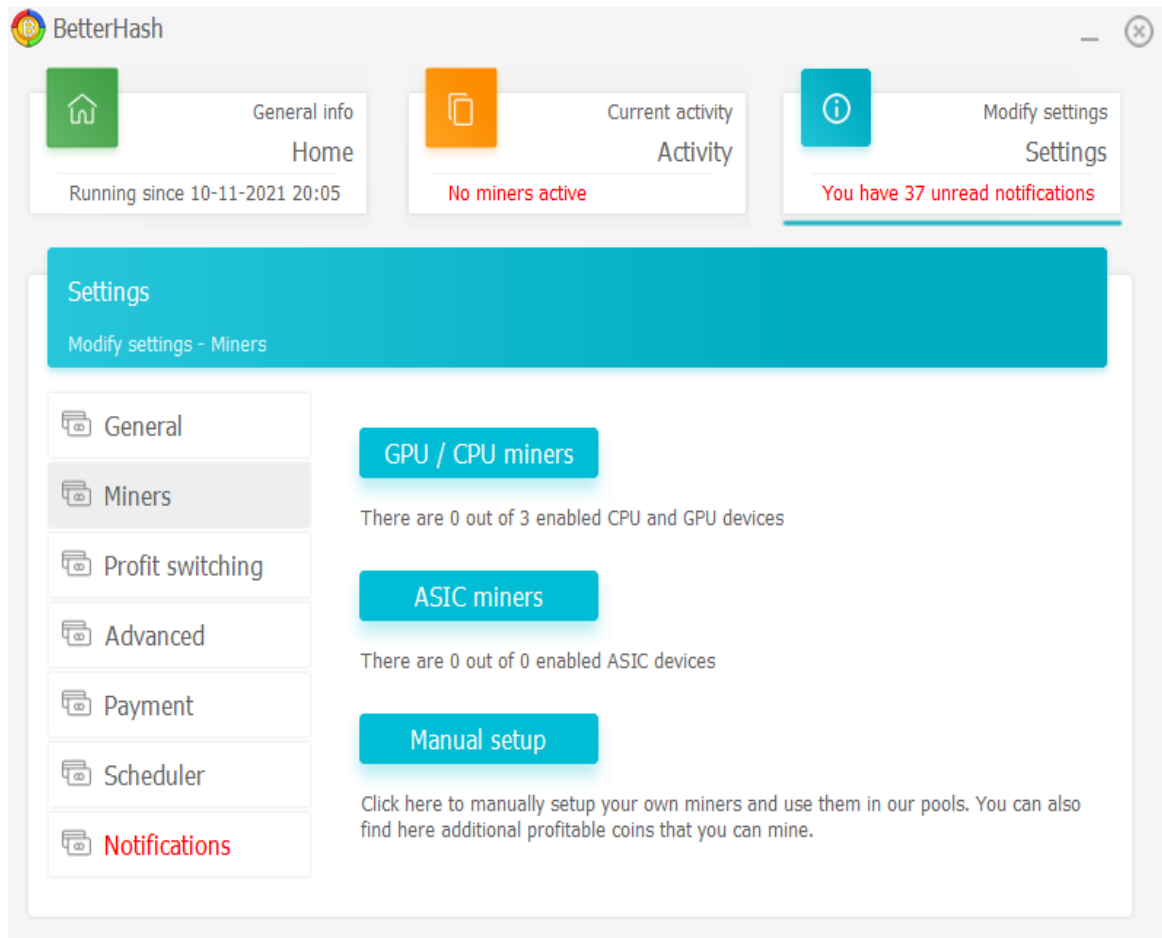 BetterHash
General info
Home
Running since 10-11-2021 20:05
Current activity
Activity
No miners active
Modify settings
Settings
You have 37 unread notifications
Settings
Modify settings - Miners
General
Miners
Profit switching
Advanced
Payment
Scheduler
Notifications
GPU / CPU miners
There are 0 out of 3 enabled CPU and GPU devices
ASIC miners
There are 0 out of 0 enabled ASIC devices
Manual setup
Click here to manually setup your own miners and use them in our pools. You can also
find here additional profitable coins that you can mine.